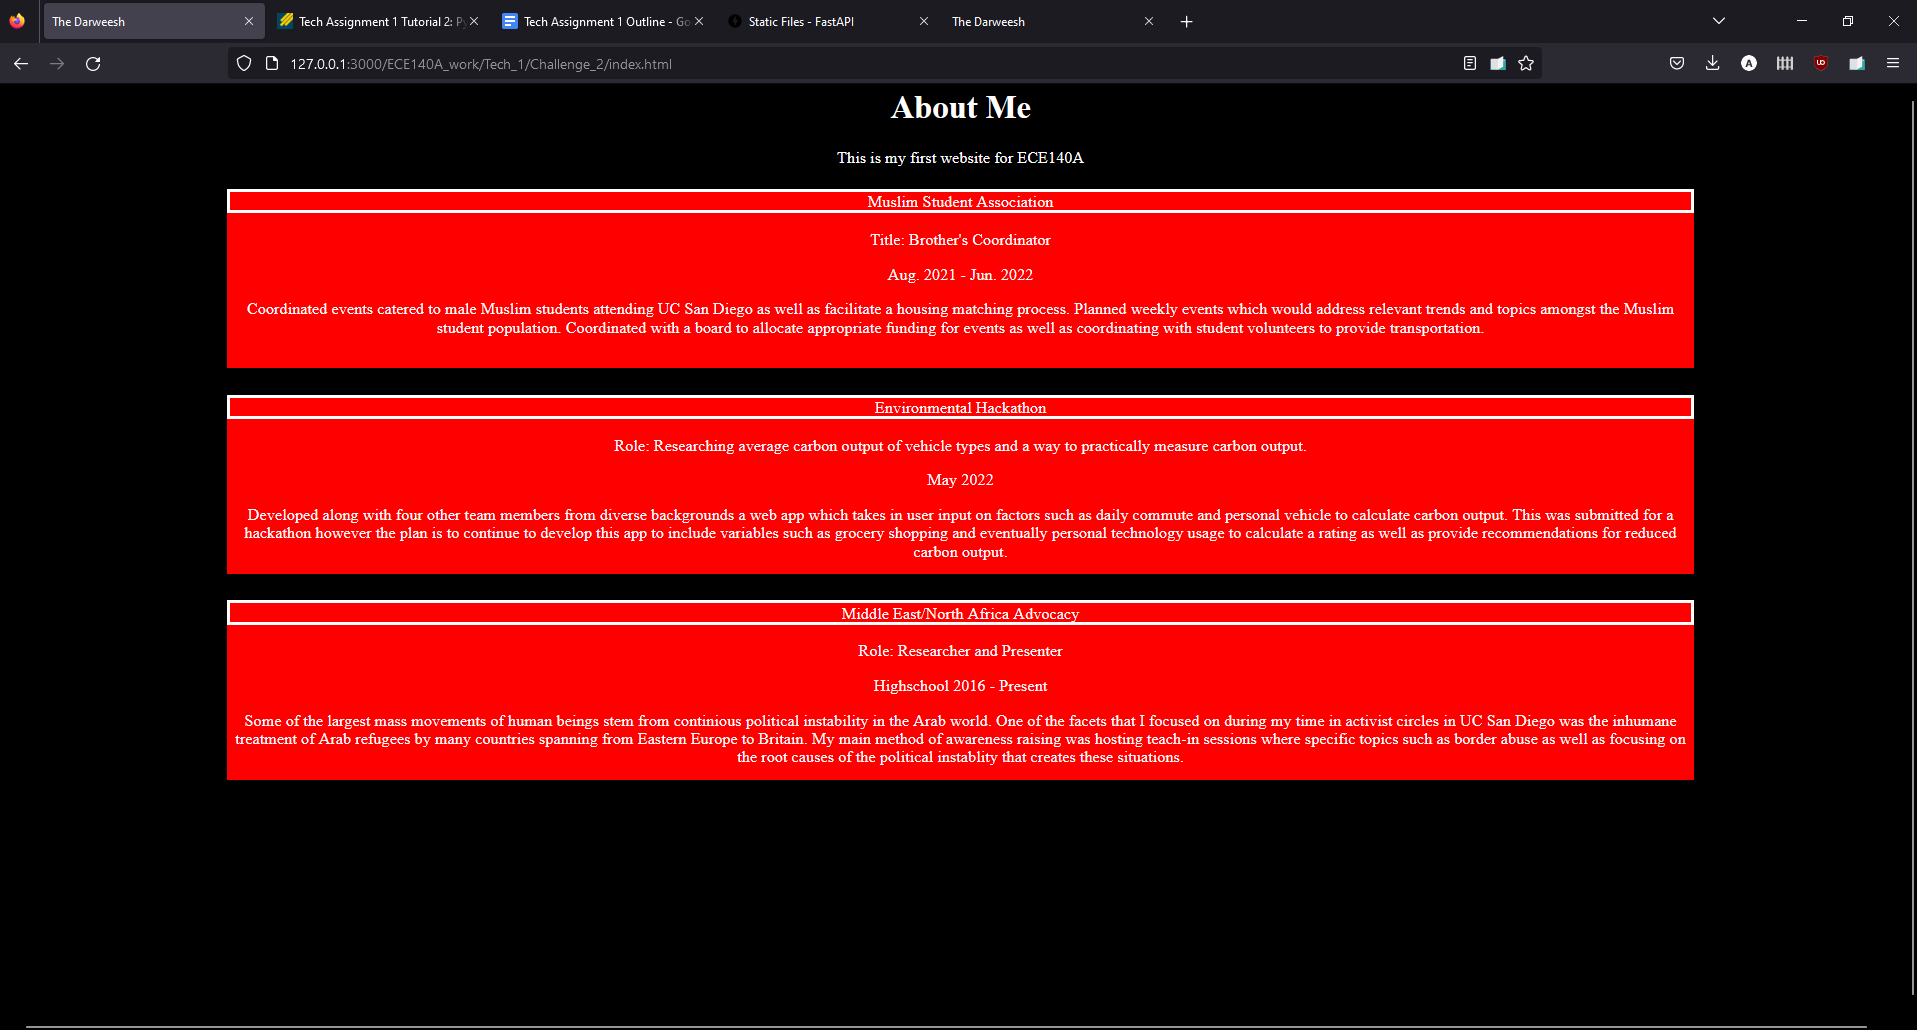 The Darweesh
Tech Assignment 1 Tutorial 2: Py
Tech Assignment 1 Outline - Go
Static Files - FastAPI
The Darweesh
127.0.0.1:3000/ECE140A_work/Tech_1/Challenge_2/index.html
About Me
This is my first website for ECE140A
Muslim Student Association
Title: Brother's Coordinator
Aug. 2021 - Jun. 2022
Coordinated events catered to male Muslim students attending UC San Diego as well as facilitate a housing matching process. Planned weekly events which would address relevant trends and topics amongst the Muslim
student population. Coordinated with a board to allocate appropriate funding for events as well as coordinating with student volunteers to provide transportation.
Environmental Hackathon
Role: Researching average carbon output of vehicle types and a way to practically measure carbon output.
May 2022
Developed along with four other team members from diverse backgrounds a web app which takes in user input on factors such as daily commute and personal vehicle to calculate carbon output. This was submitted for a
hackathon however the plan is to continue to develop this app to include variables such as grocery shopping and eventually personal technology usage to calculate a rating as well as provide recommendations for reduced
carbon output.
Middle East/North Africa Advocacy
Role: Researcher and Presenter
Highschool 2016 - Present
Some of the largest mass movements of human beings stem from continious political instability in the Arab world. One of the facets that I focused on during my time in activist circles in UC San Diego was the inhumane
treatment of Arab refugees by many countries spanning from Eastern Europe to Britain. My main method of awareness raising was hosting teach-in sessions where specific topics such as border abuse as well as focusing on
the root causes of the political instablity that creates these situations.